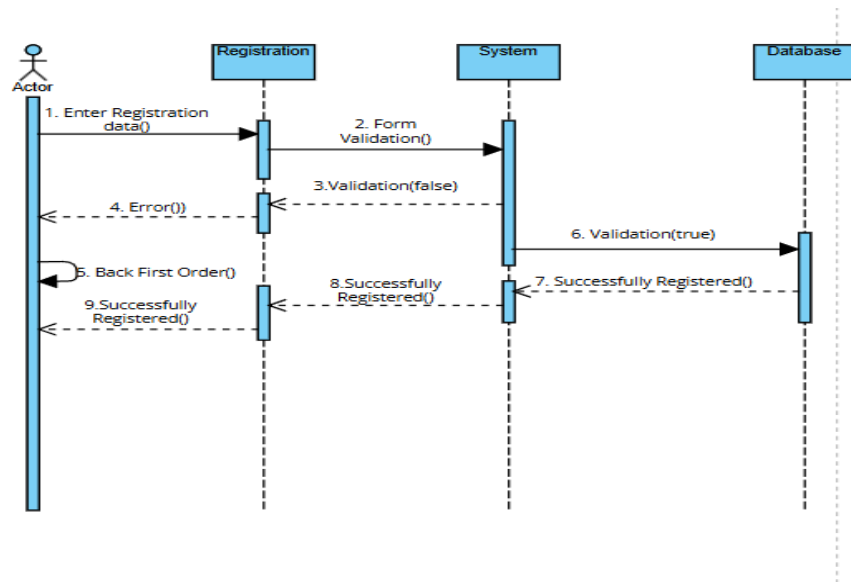 Registration
System
Database
Actor
1. Enter Registration
data()
2. Form
Validation()
3.Validation(false)
4. Error())
6. Validation(true)
5. Back First Order()
7. Successfully Registered()
8.Successfully
Registered()
9.Successfully
Registered()